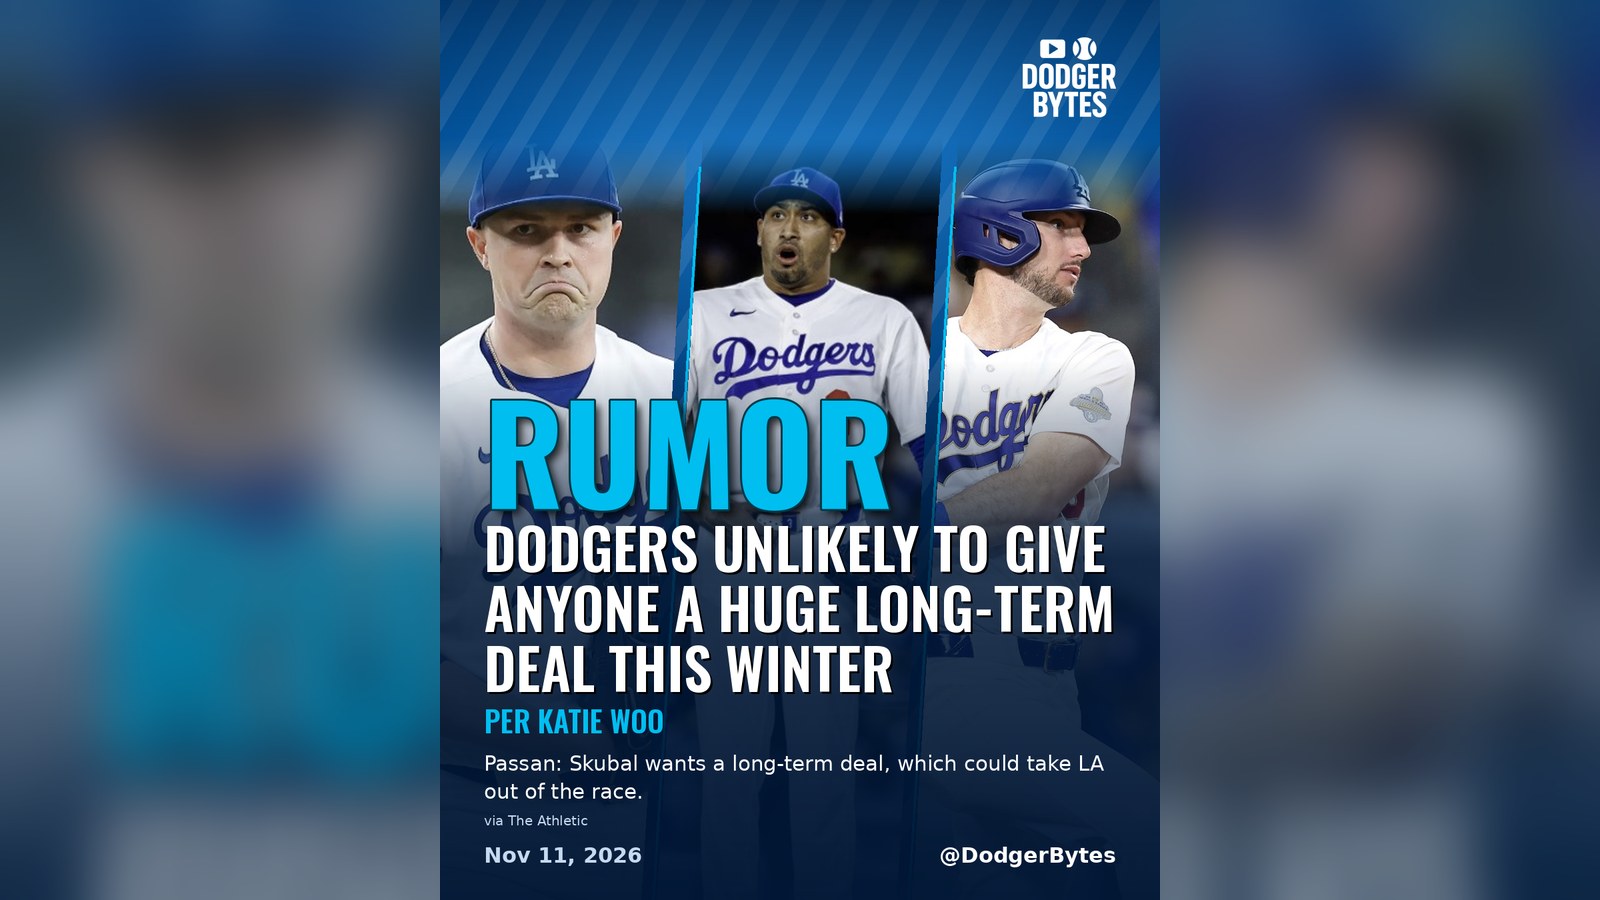 DODGER
BYTES
LA
Dodgers
RUMOR
DODGERS UNLIKELY TO GIVE
ANYONE A HUGE LONG-TERM
DEAL THIS WINTER
PER KATIE WOO
Passan: Skubal wants a long-term deal, which could take LA
out of the race.
via The Athletic
Nov 11, 2026
@DodgerBytes